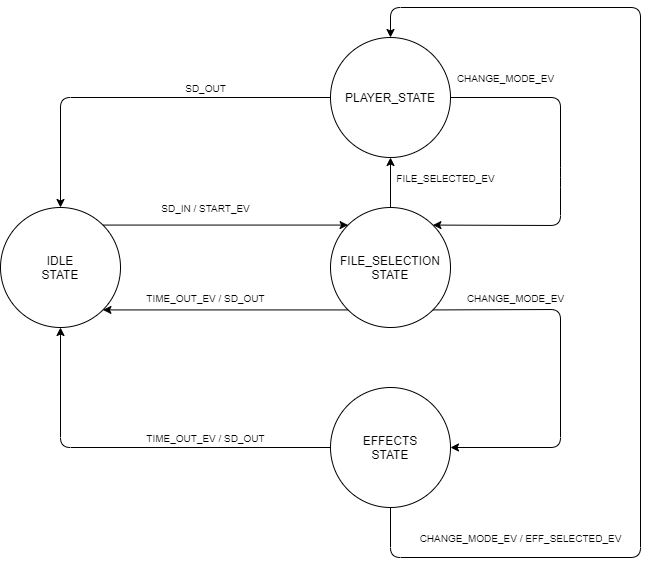 CHANGE_MODE_EV
SD_OUT
PLAYER_STATE
FILE_SELECTED_EV
SD_IN / START_EV
IDLE
STATE
FILE_SELECTION
STATE
TIME_OUT_EV / SD_OUT
CHANGE_MODE_EV
EFFECTS
STATE
TIME_OUT_EV / SD_OUT
CHANGE_MODE_EV / EFF_SELECTED_EV